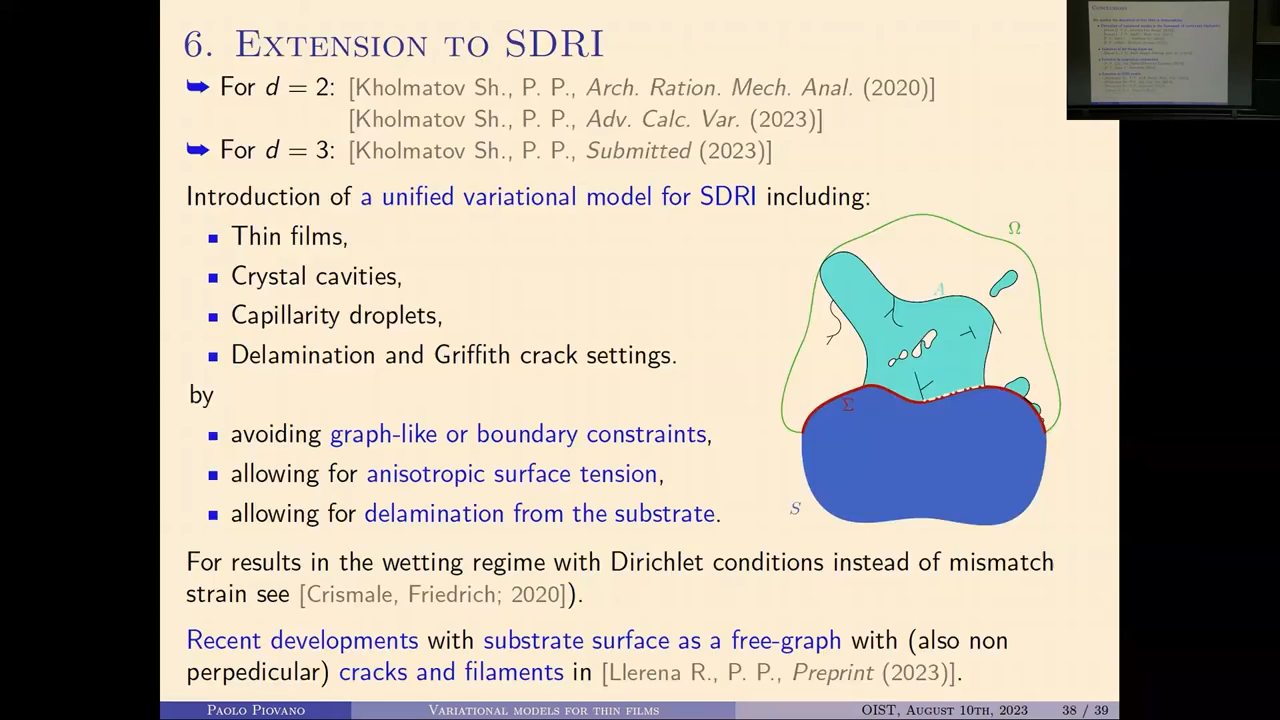 6. Extension to SDRI
➥ For d = 2: [Kholmatov Sh., P. P., Arch. Ration. Mech. Anal. (2020)]
[Kholmatov Sh., P. P., Adv. Calc. Var. (2023)]
➥ For d = 3: [Kholmatov Sh., P. P., Submitted (2023)]
Introduction of a unified variational model for SDRI including:
■ Thin films,
■ Crystal cavities,
■ Capillarity droplets,
■ Delamination and Griffith crack settings.
by
■ avoiding graph-like or boundary constraints,
■ allowing for anisotropic surface tension,
■ allowing for delamination from the substrate.
Ω
A
Σ
S
For results in the wetting regime with Dirichlet conditions instead of mismatch
strain see [Crismale, Friedrich; 2020]).
Recent developments with substrate surface as a free-graph with (also non
perpedicular) cracks and filaments in [Llerena R., P. P., Preprint (2023)].
Paolo Piovano Variational models for thin films OIST, August 10th, 2023 38 / 39
Conclusions